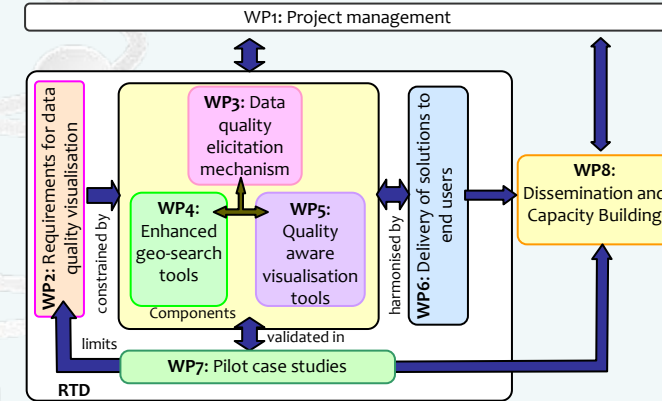 WP1: Project management
WP2: Requirements for data
quality visualisation
constrained by
WP3: Data
quality
elicitation
mechanism
WP4:
Enhanced
geo-search
tools
WP5:
Quality
aware
visualisation
tools
Components
harmonised by
WP6: Delivery of solutions to
end users
WP8:
Dissemination and
Capacity Building
validated in
limits
WP7: Pilot case studies
RTD